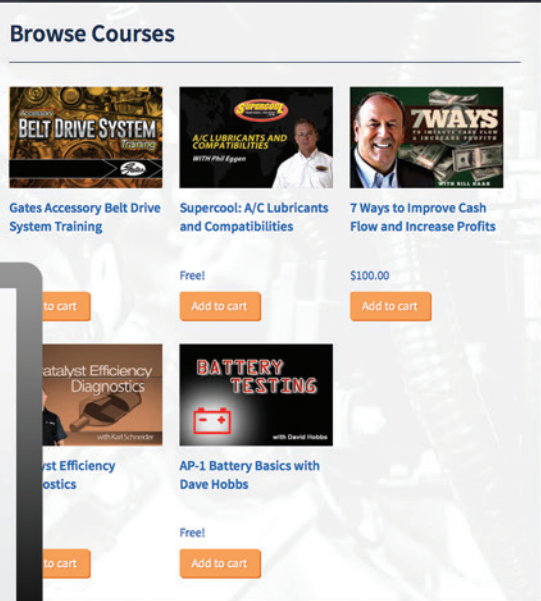 Browse Courses
Accessory
BELT DRIVE SYSTEM
Training
Gates
SUPERCOOL
A/C LUBRICANTS AND
COMPATIBILITIES
WITH Phil Eggen
7 WAYS
TO IMPROVE CASH FLOW
& INCREASE PROFITS
WITH BILL HAAS
Gates Accessory Belt Drive
System Training
Supercool: A/C Lubricants
and Compatibilities
7 Ways to Improve Cash
Flow and Increase Profits
Free!
$100.00
to cart
Add to cart
Add to cart
atalyst Efficiency
Diagnostics
with Karl Schneider
BATTERY
TESTING
with David Hobbs
yst Efficiency
ostics
AP-1 Battery Basics with
Dave Hobbs
Free!
to cart
Add to cart